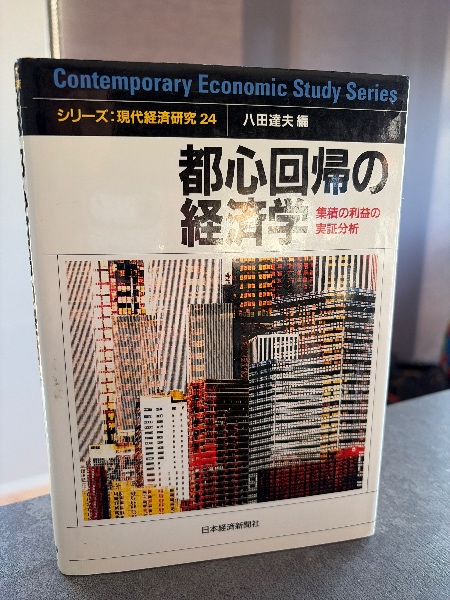 Contemporary Economic Study Series
シリーズ:現代経済研究 24 八田達夫 編
都心回帰の
経済学
集積の利益の
実証分析
日本経済新聞社